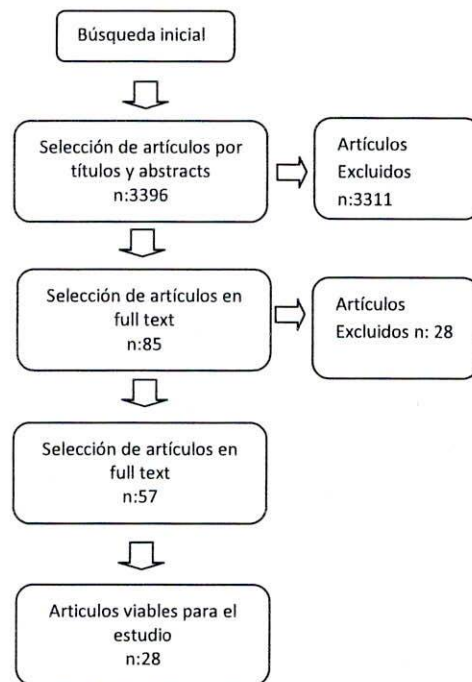 Búsqueda inicial
Selección de artículos por
títulos y abstracts
n:3396
Artículos
Excluidos
n:3311
Selección de artículos en
full text
n:85
Artículos
Excluidos n: 28
Selección de artículos en
full text
n:57
Articulos viables para el
estudio
n:28